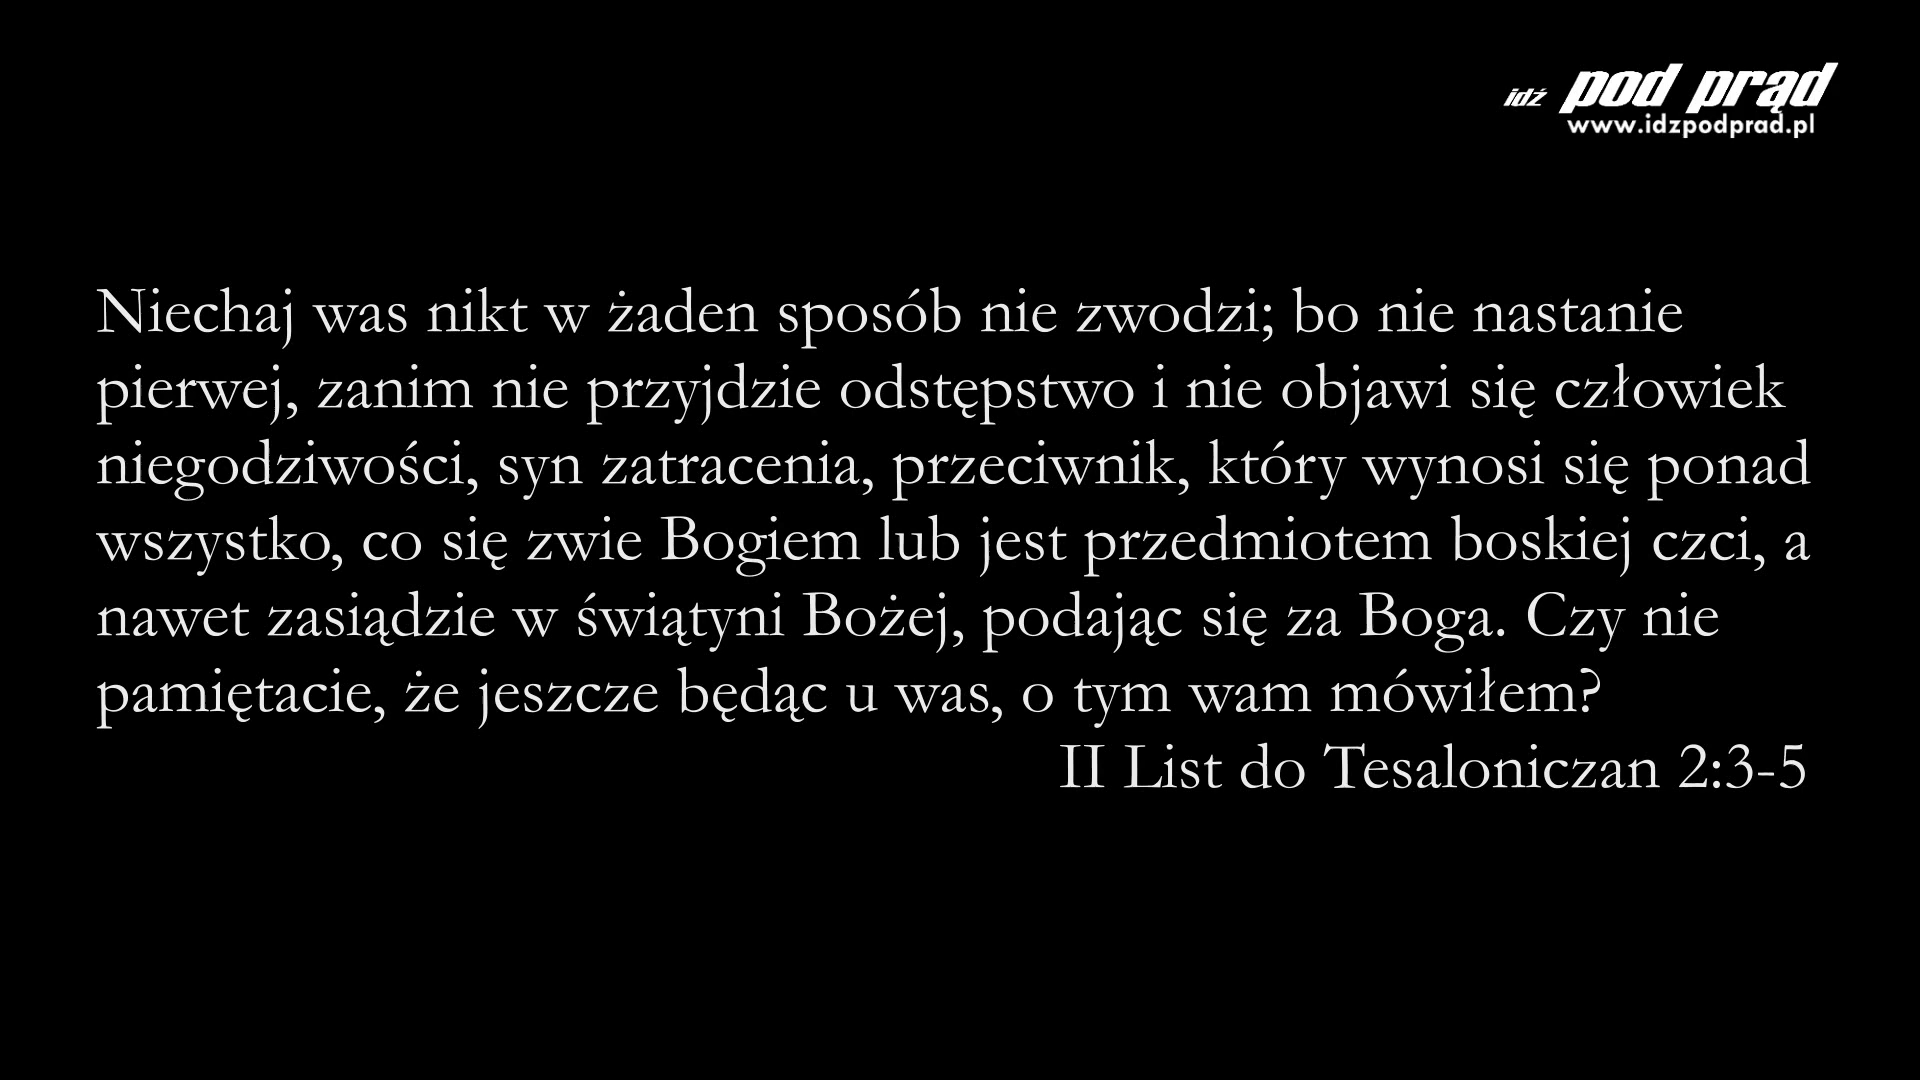 idź pod prąd
www.idzpodprad.pl
Niechaj was nikt w żaden sposób nie zwodzi; bo nie nastanie
pierwej, zanim nie przyjdzie odstępstwo i nie objawi się człowiek
niegodziwości, syn zatracenia, przeciwnik, który wynosi się ponad
wszystko, co się zwie Bogiem lub jest przedmiotem boskiej czci, a
nawet zasiądzie w świątyni Bożej, podając się za Boga. Czy nie
pamiętacie, że jeszcze będąc u was, o tym wam mówiłem?
II List do Tesaloniczan 2:3-5